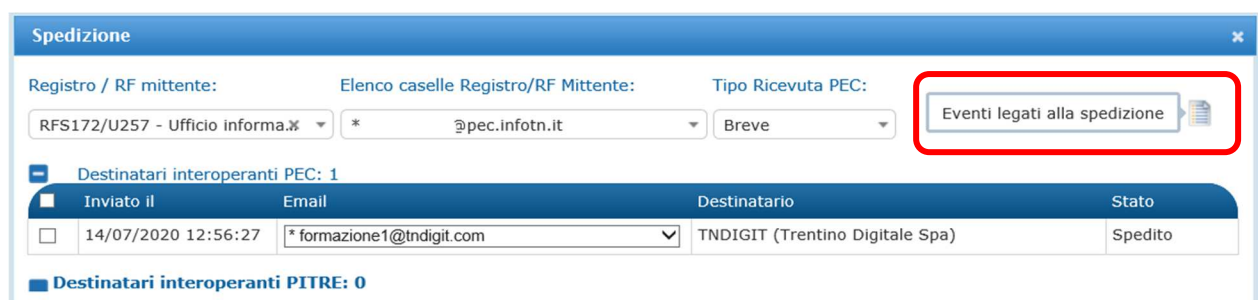 Spedizione
Registro / RF mittente: Elenco caselle Registro/RF Mittente: Tipo Ricevuta PEC:
RFS172/U257 - Ufficio informa. * @pec.infotn.it Breve Eventi legati alla spedizione
Destinatari interoperanti PEC: 1
Inviato il Email Destinatario Stato
14/07/2020 12:56:27 * formazione1@tndigit.com TNDIGIT (Trentino Digitale Spa) Spedito
Destinatari interoperanti PITRE: 0